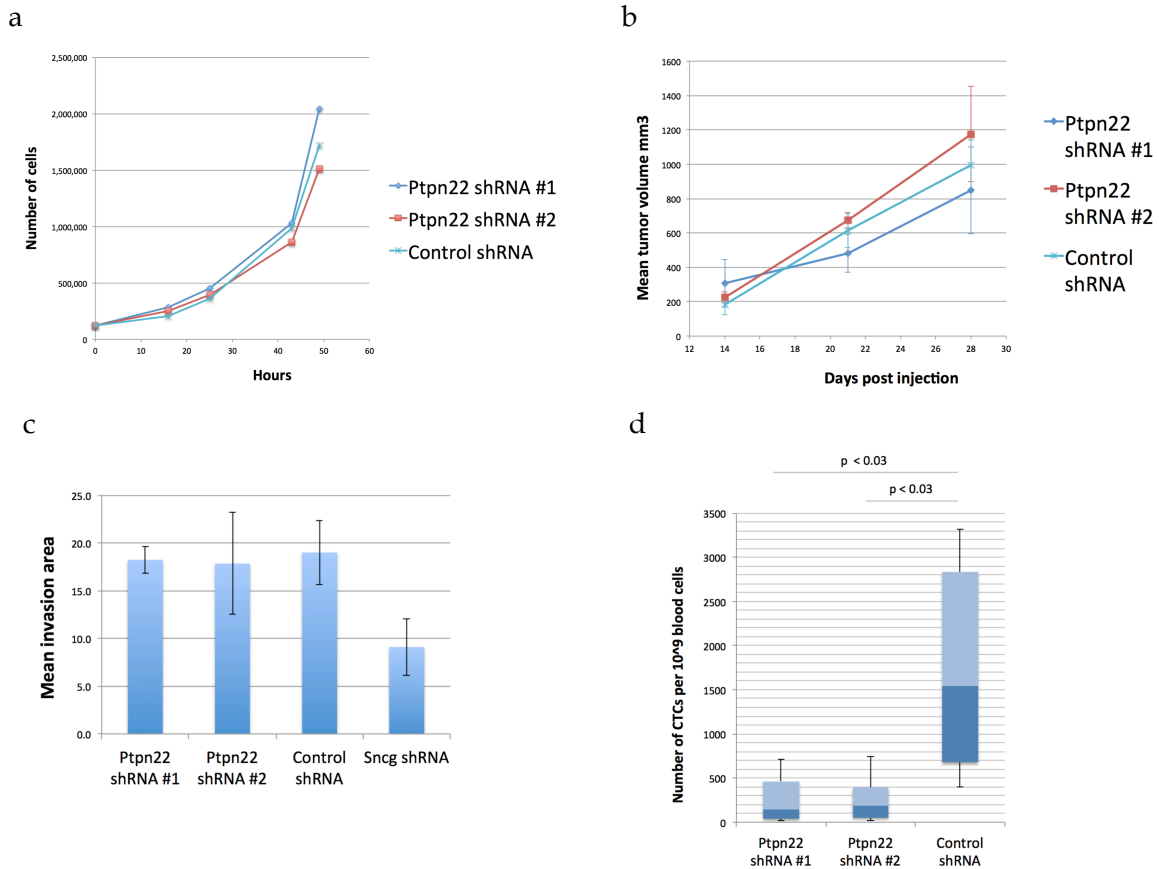 a
Number of cells
2,500,000
2,000,000
1,500,000
1,000,000
500,000
0
0 10 20 30 40 50 60
Hours
Ptpn22 shRNA #1
Ptpn22 shRNA #2
Control shRNA
b
Mean tumor volume mm3
1600
1400
1200
1000
800
600
400
200
0
12 14 16 18 20 22 24 26 28 30
Days post injection
Ptpn22
shRNA #1
Ptpn22
shRNA #2
Control
shRNA
c
Mean invasion area
25.0
20.0
15.0
10.0
5.0
0.0
Ptpn22 Ptpn22 Control Sncg shRNA
shRNA #1 shRNA #2 shRNA
d
p < 0.03
p < 0.03
Number of CTCs per 10^9 blood cells
3500
3000
2500
2000
1500
1000
500
0
Ptpn22 Ptpn22 Control
shRNA #1 shRNA #2 shRNA